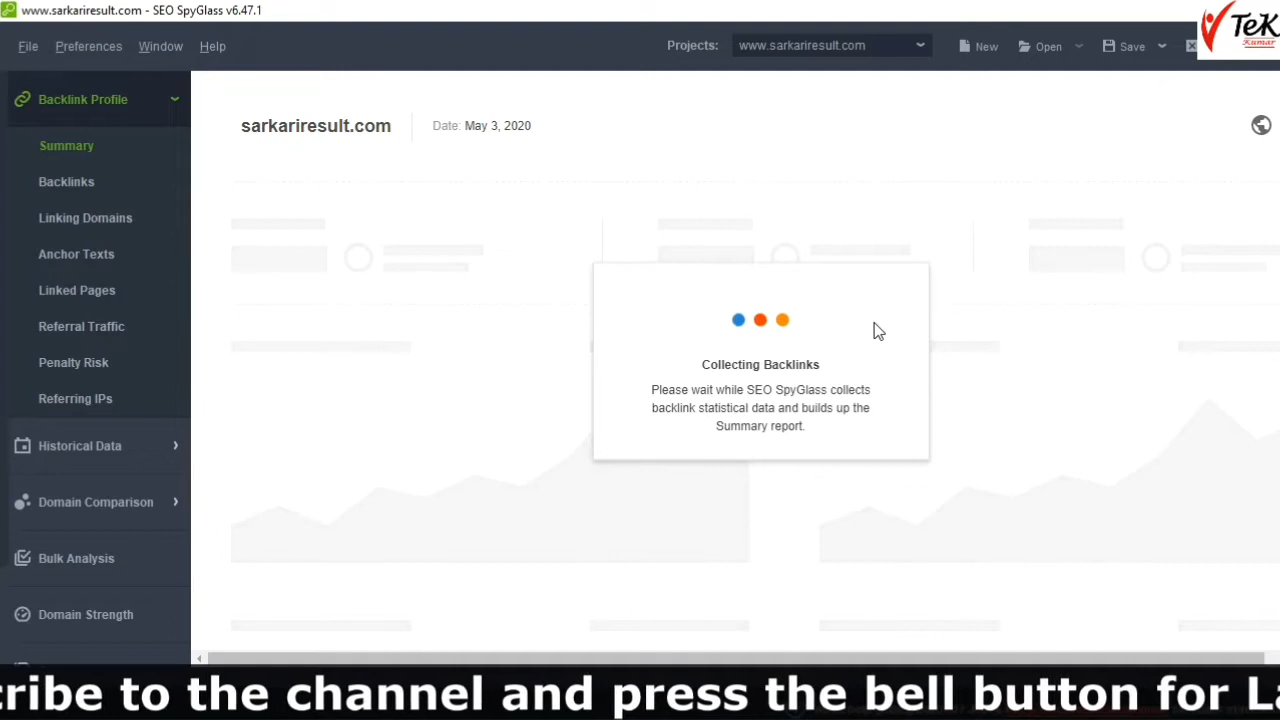 www.sarkariresult.com - SEO SpyGlass v6.47.1
File Preferences Window Help
Projects: www.sarkariresult.com New Open Save
TeK
Kumar
Backlink Profile
Summary
Backlinks
Linking Domains
Anchor Texts
Linked Pages
Referral Traffic
Penalty Risk
Referring IPs
Historical Data
Domain Comparison
Bulk Analysis
Domain Strength
sarkariresult.com Date: May 3, 2020
Collecting Backlinks
Please wait while SEO SpyGlass collects
backlink statistical data and builds up the
Summary report.
cribe to the channel and press the bell button for La